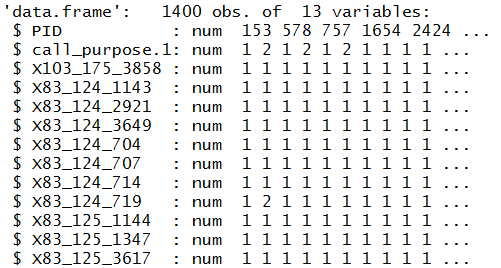 'data.frame':   1400 obs. of  13 variables:
 $ PID           : num  153 578 757 1654 2424 ...
 $ call_purpose.1: num  1 2 1 2 1 2 1 1 1 1 ...
 $ X103_175_3858 : num  1 1 1 1 1 1 1 1 1 1 ...
 $ X83_124_1143  : num  1 1 1 1 1 1 1 1 1 1 ...
 $ X83_124_2921  : num  1 1 1 1 1 1 1 1 1 1 ...
 $ X83_124_3649  : num  1 1 1 1 1 1 1 1 1 1 ...
 $ X83_124_704   : num  1 1 1 1 1 1 1 1 1 1 ...
 $ X83_124_707   : num  1 1 1 1 1 1 1 1 1 1 ...
 $ X83_124_714   : num  1 1 1 1 1 1 1 1 1 1 ...
 $ X83_124_719   : num  1 2 1 1 1 1 1 1 1 1 ...
 $ X83_125_1144  : num  1 1 1 1 1 1 1 1 1 1 ...
 $ X83_125_1347  : num  1 1 1 1 1 1 1 1 1 1 ...
 $ X83_125_3617  : num  1 1 1 1 1 1 1 1 1 1 ...